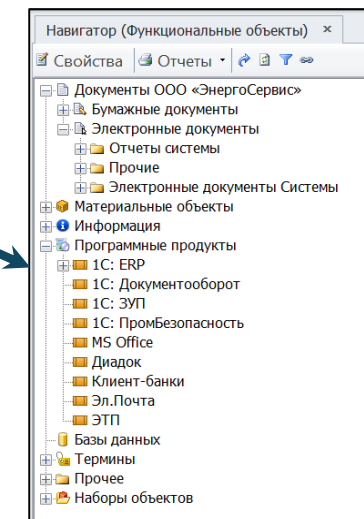 Навигатор (Функциональные объекты) ×
Свойства Отчеты
Документы ООО «ЭнергоСервис»
Бумажные документы
Электронные документы
Отчеты системы
Прочие
Электронные документы Системы
Материальные объекты
Информация
Программные продукты
1С: ERP
1С: Документооборот
1С: ЗУП
1С: ПромБезопасность
MS Office
Диадок
Клиент-банки
Эл.Почта
ЭТП
Базы данных
Термины
Прочее
Наборы объектов